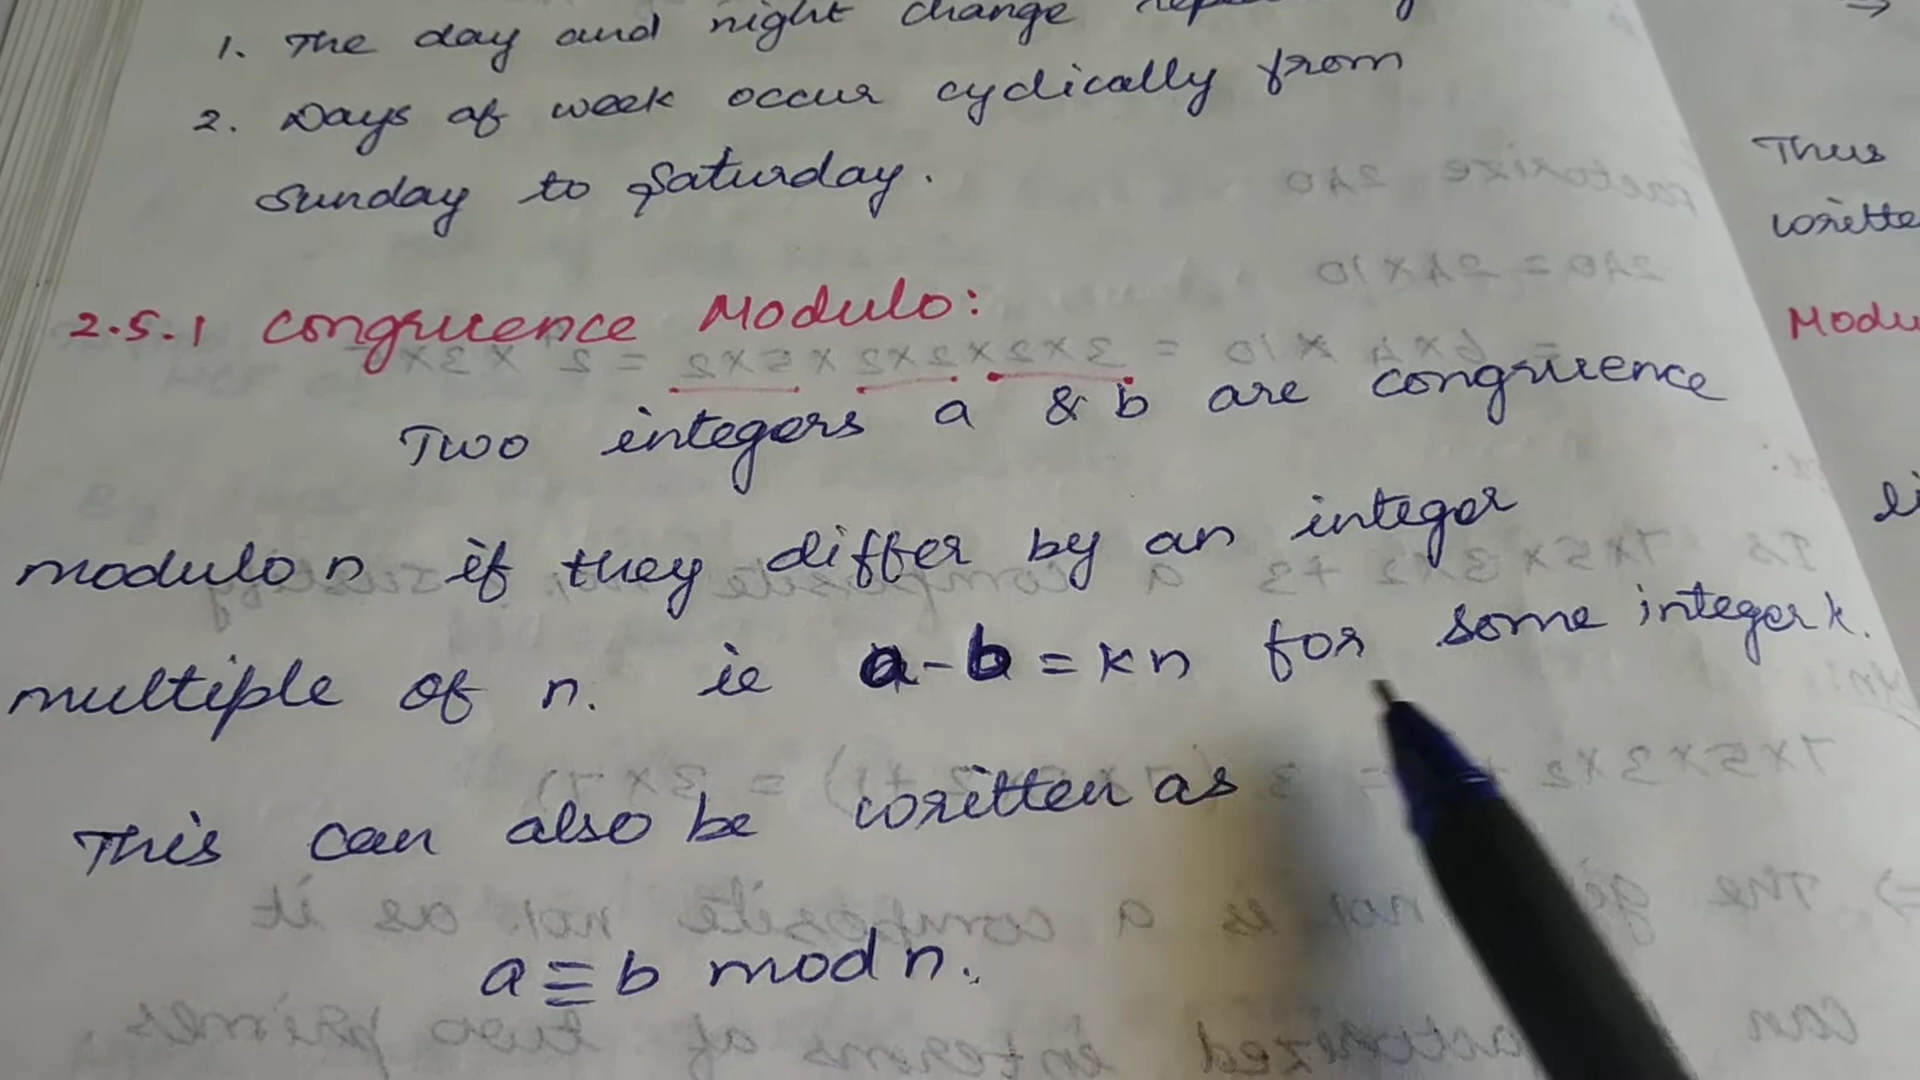 1. The day and night change
2. Days of week occur cyclically from
Sunday to Saturday.
2.5.1 Congruence Modulo:
Two integers a & b are congruence
modulo n if they differ by an integer
multiple of n. ie a-b = kn for some integer k.
This can also be written as
a ≡ b mod n.
Thus
Modu